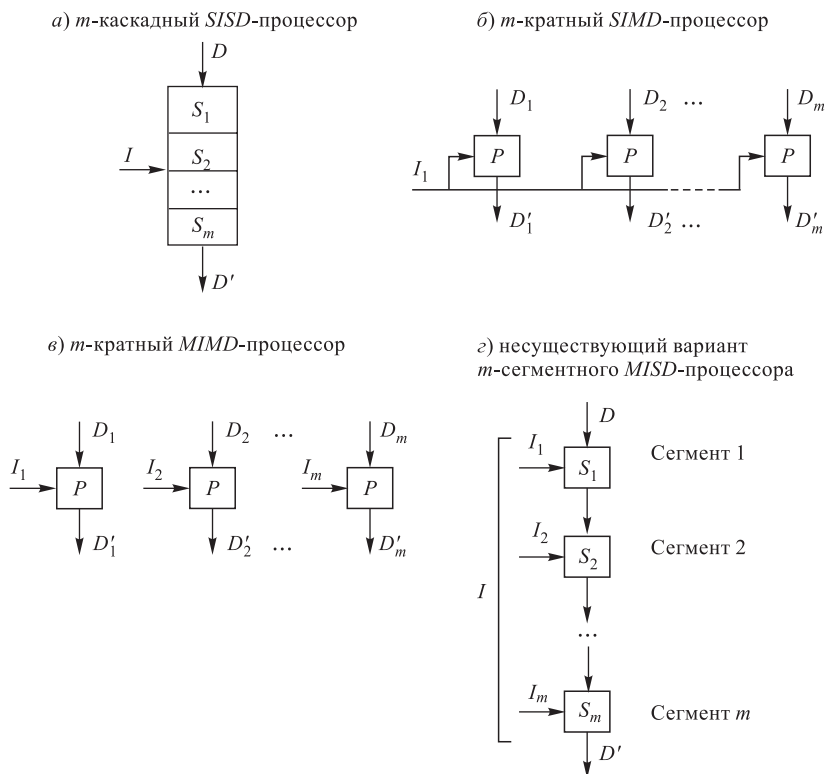 а) m-каскадный SISD-процессор
D
S₁
I
S₂
...
Sₘ
D'
б) m-кратный SIMD-процессор
D₁ D₂ ... Dₘ
P P P
I₁
D'₁ D'₂ ... D'ₘ
в) m-кратный MIMD-процессор
D₁ D₂ ... Dₘ
I₁ P I₂ P Iₘ P
D'₁ D'₂ ... D'ₘ
г) несуществующий вариант
m-сегментного MISD-процессора
D
I₁ S₁ Сегмент 1
I₂ S₂ Сегмент 2
I
...
Iₘ Sₘ Сегмент m
D'